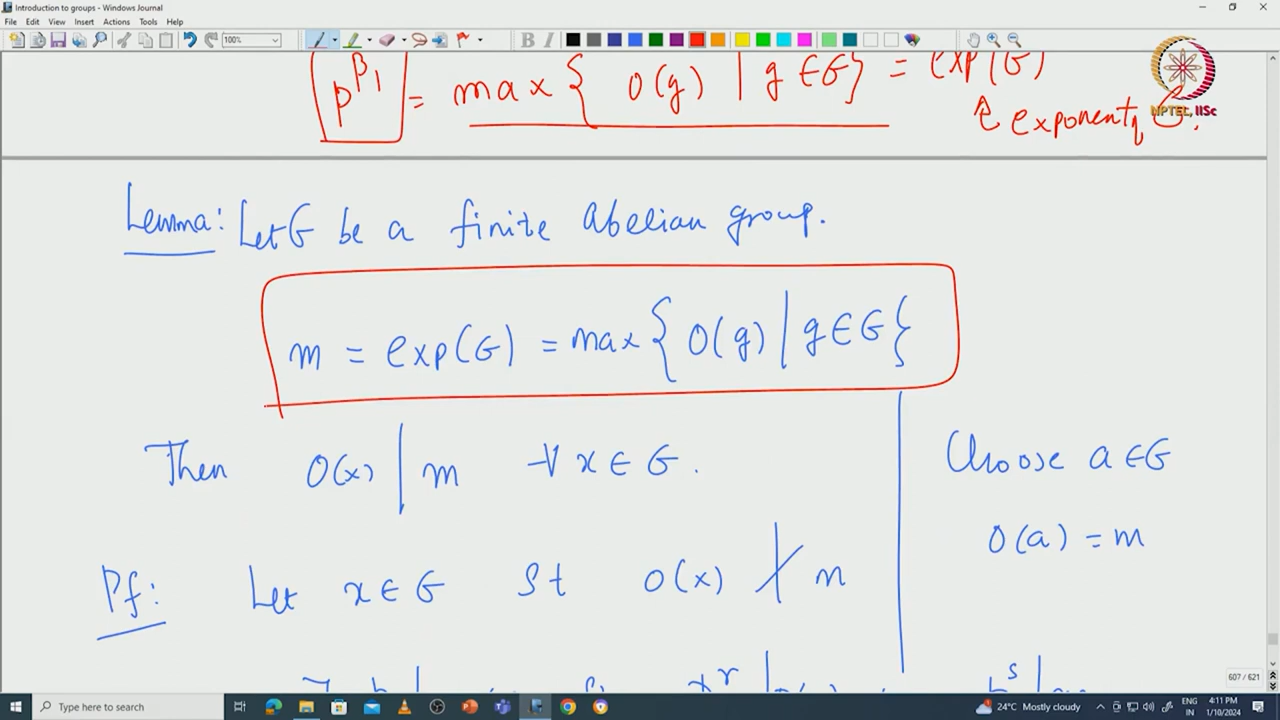 Introduction to groups - Windows Journal
File Edit View Insert Actions Tools Help
100%
B I
p^β₁ = max { O(g) | g ∈ G } = exp(G)
↑ exponent of G.
NPTEL, IISc
Lemma: Let G be a finite Abelian group.
m = exp(G) = max { O(g) | g ∈ G }
Then O(x) | m ∀ x ∈ G.
Choose a ∈ G
O(a) = m
Pf: Let x ∈ G st O(x) ∤ m
607 / 621
Type here to search
24°C Mostly cloudy
ENG
IN
4:11 PM
1/10/2024